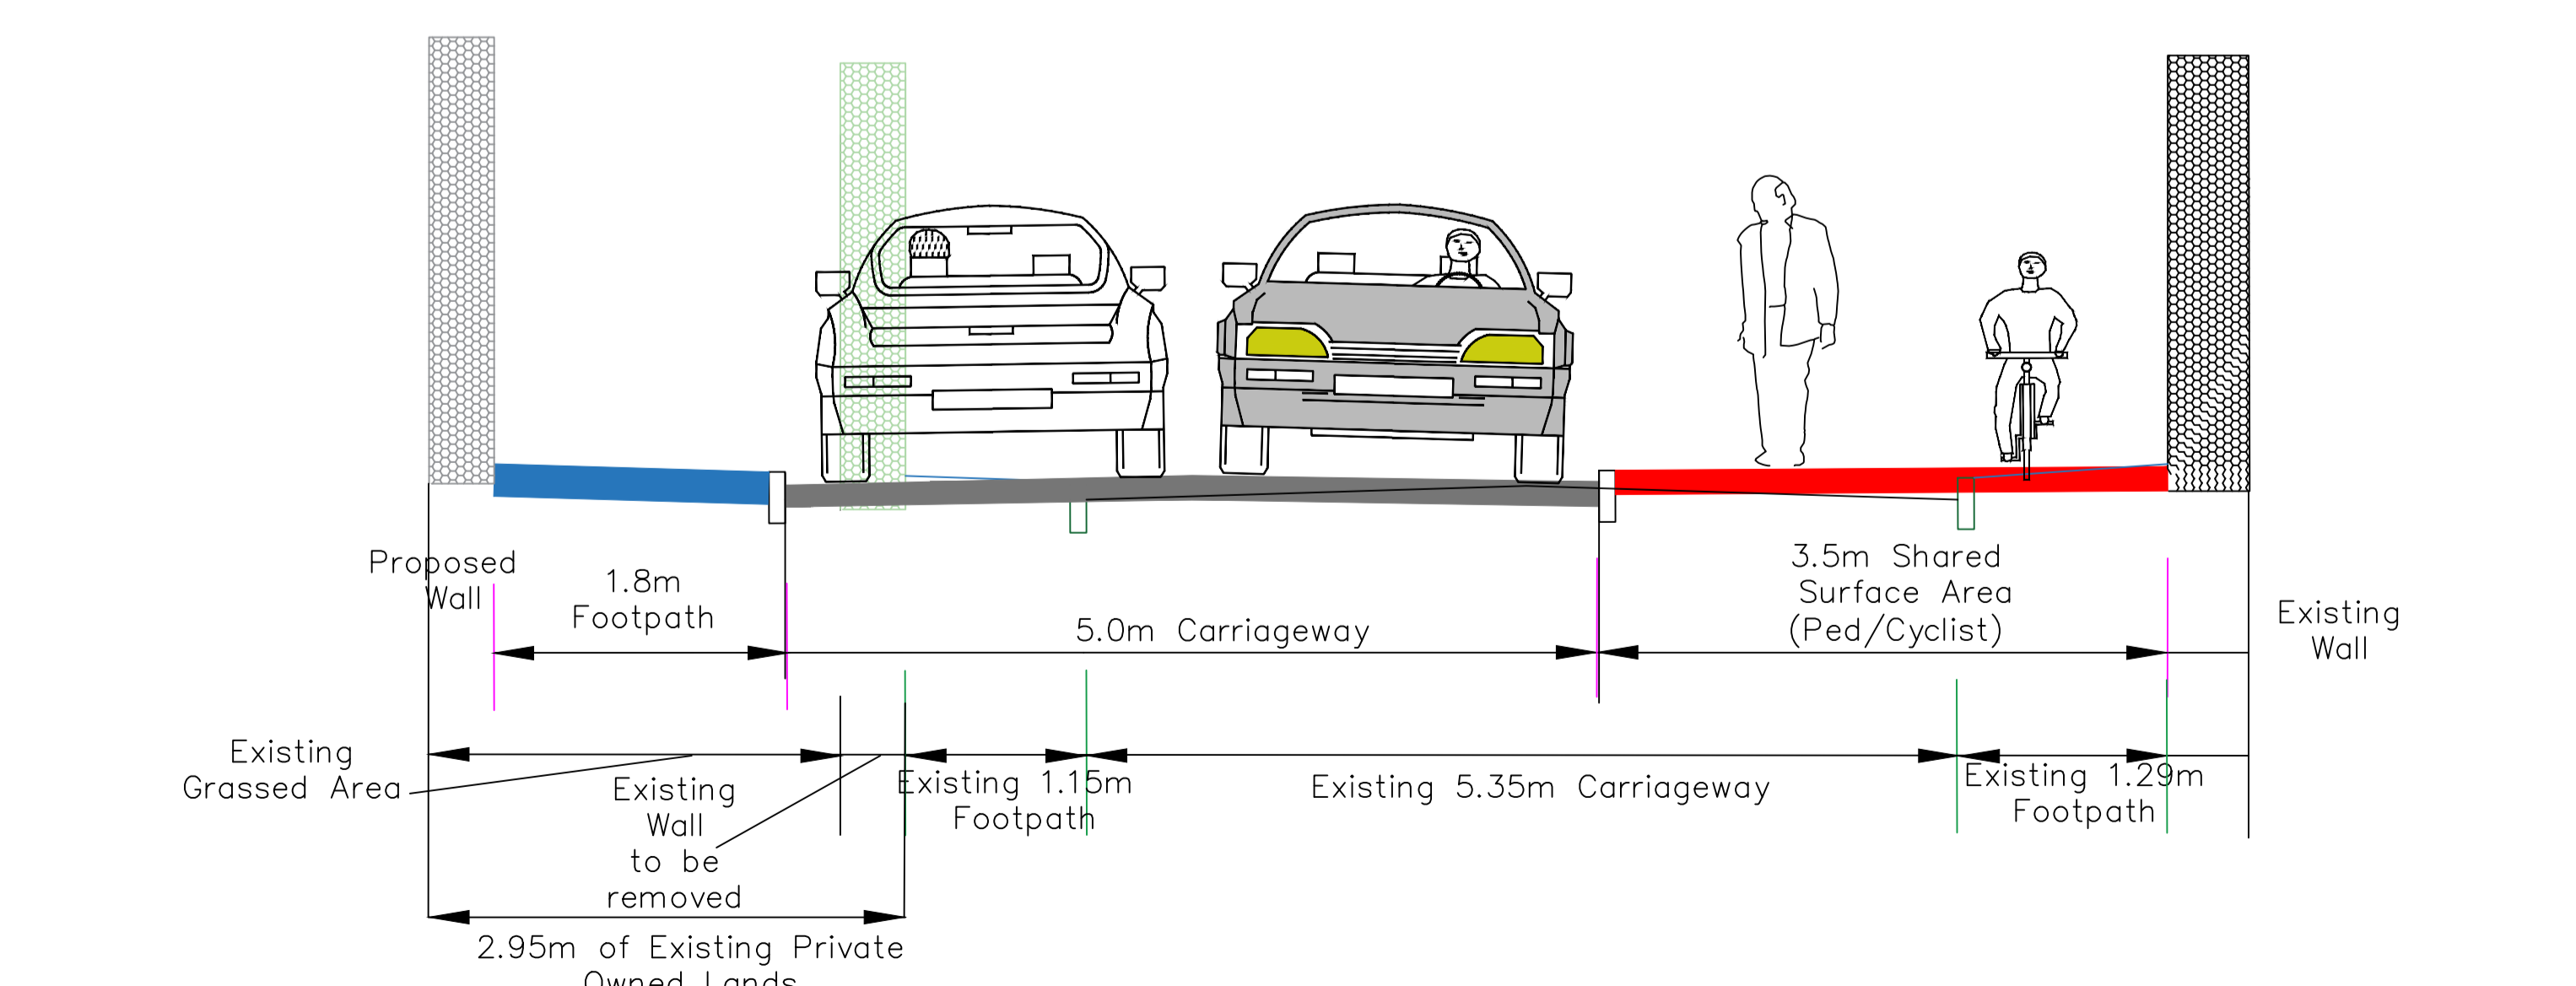 Proposed
Wall
1.8m
Footpath
5.0m Carriageway
3.5m Shared
Surface Area
(Ped/Cyclist)
Existing
Wall
Existing
Grassed Area
Existing
Wall
to be
removed
Existing 1.15m
Footpath
Existing 5.35m Carriageway
Existing 1.29m
Footpath
2.95m of Existing Private
Owned Lands